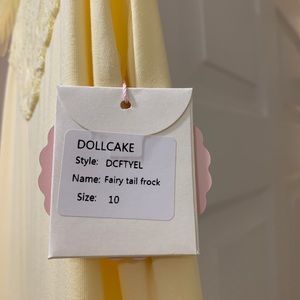 DOLLCAKE
Style: DCFTYEL
Name: Fairy tail frock
Size: 10